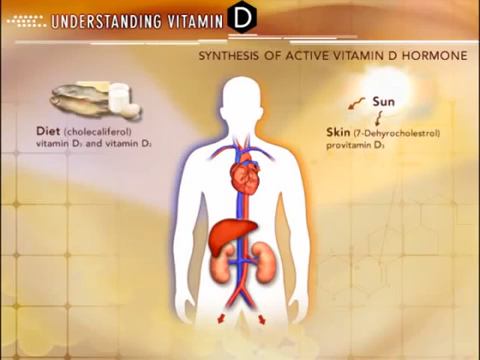 UNDERSTANDING VITAMIN D
SYNTHESIS OF ACTIVE VITAMIN D HORMONE
Sun
Diet (cholecaliferol)
vitamin D₂ and vitamin D₃
Skin (7-Dehyrocholestrol)
provitamin D₃